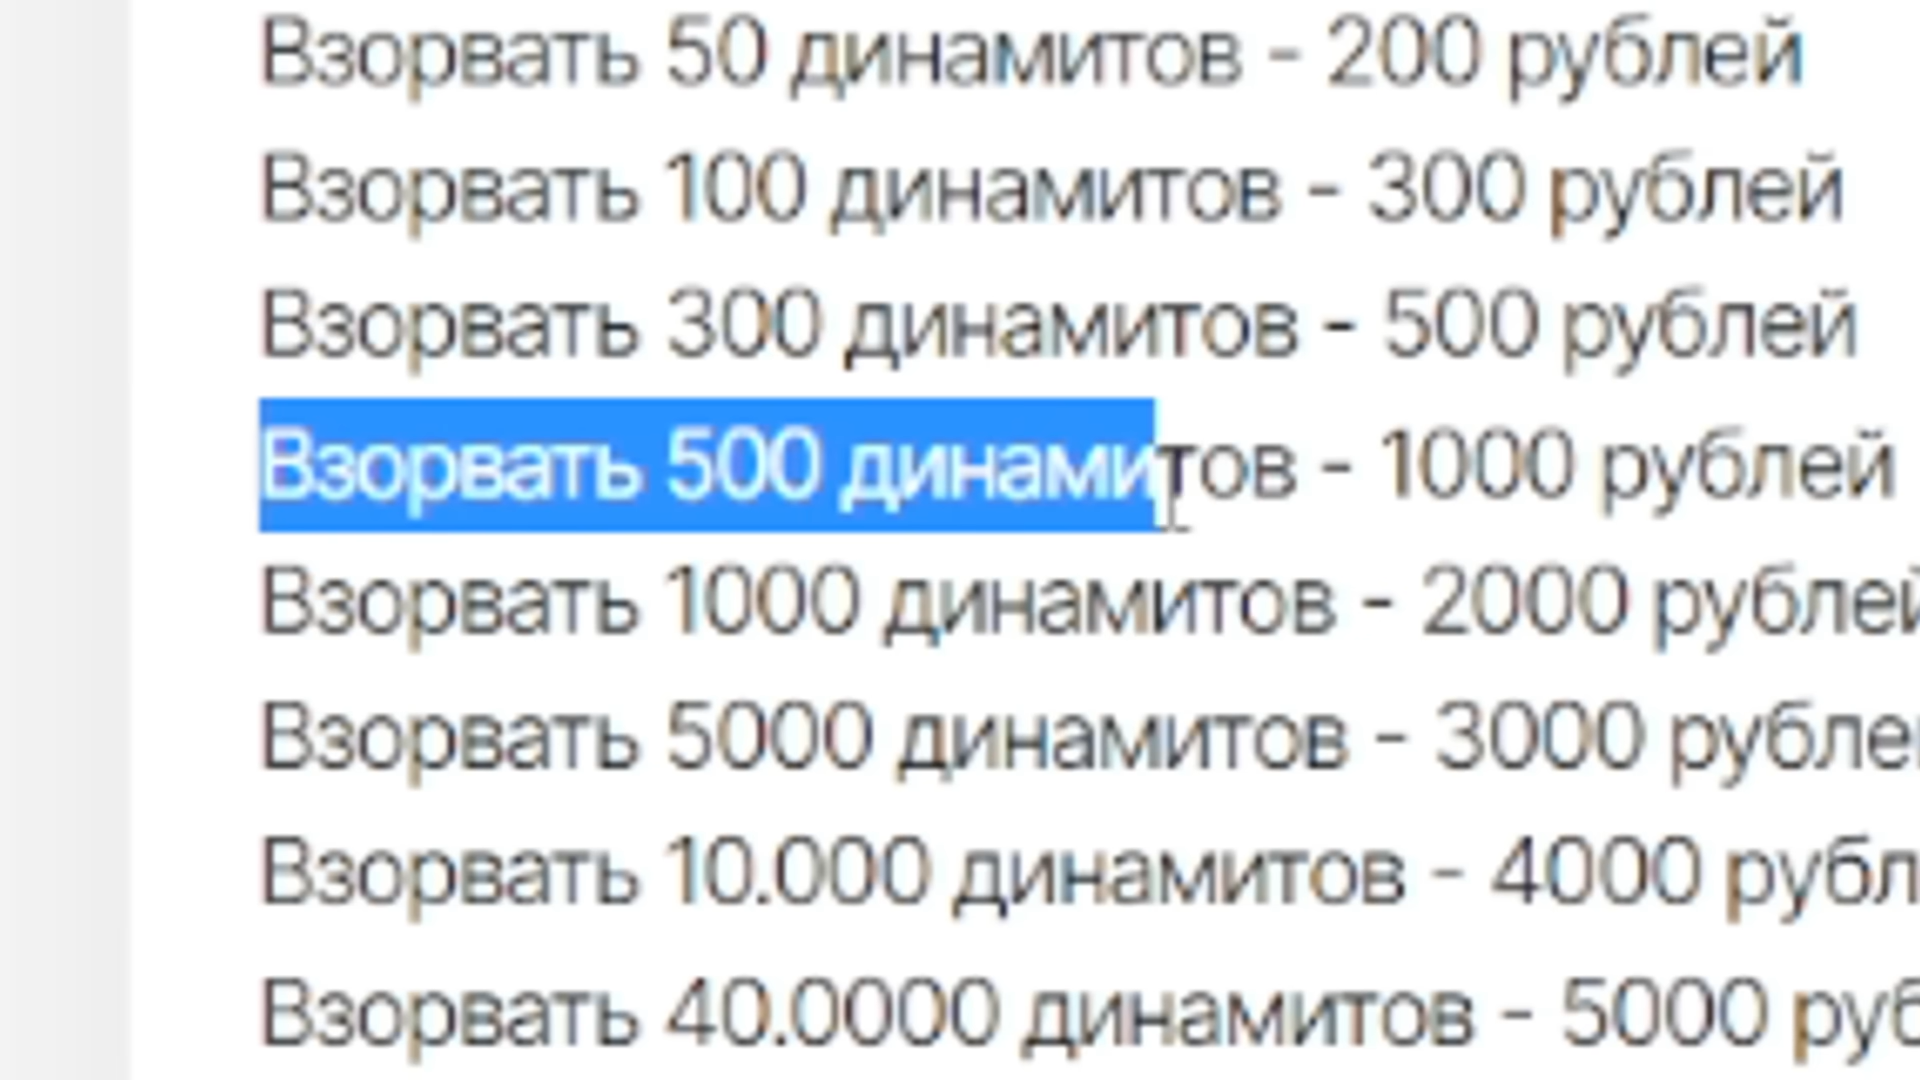 Взорвать 50 динамитов - 200 рублей
Взорвать 100 динамитов - 300 рублей
Взорвать 300 динамитов - 500 рублей
Взорвать 500 динамитов - 1000 рублей
Взорвать 1000 динамитов - 2000 рублей
Взорвать 5000 динамитов - 3000 рубле
Взорвать 10.000 динамитов - 4000 рубл
Взорвать 40.0000 динамитов - 5000 руб